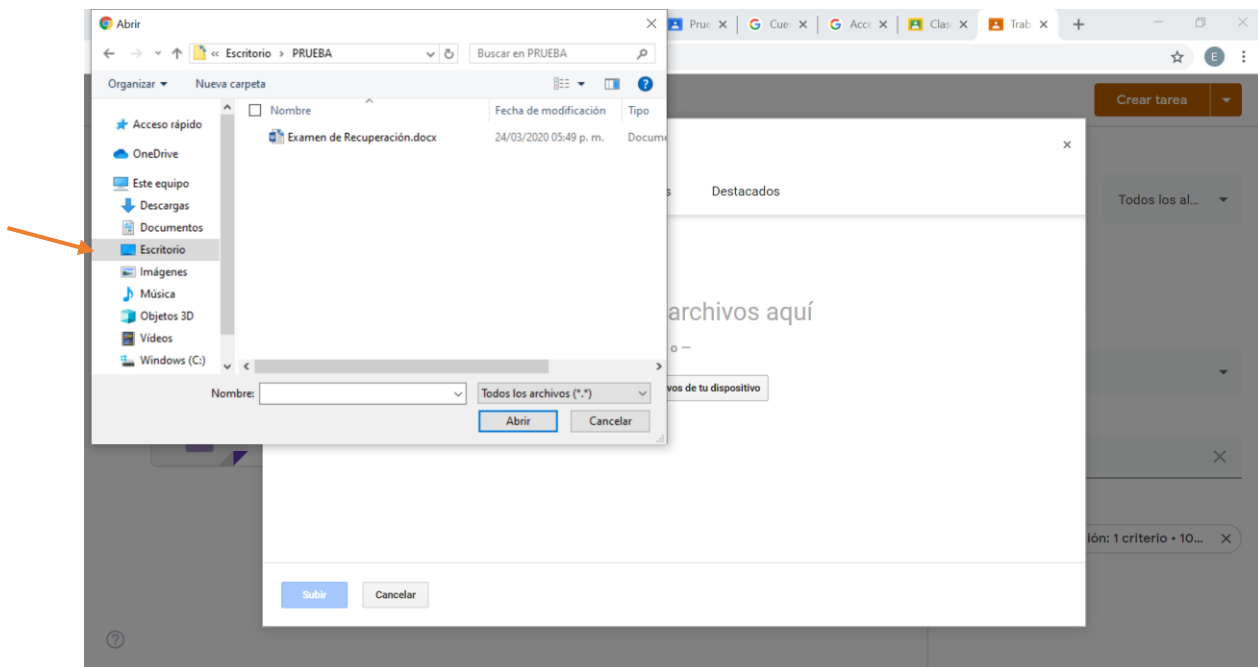 Abrir
Prue
Cue
Acce
Clas
Trab
« Escritorio › PRUEBA
Buscar en PRUEBA
E
Organizar
Nueva carpeta
Crear tarea
Nombre
Fecha de modificación
Tipo
Acceso rápido
Examen de Recuperación.docx
24/03/2020 05:49 p. m.
Docume
OneDrive
Este equipo
s
Destacados
Todos los al...
Descargas
Documentos
Escritorio
Imágenes
Música
Objetos 3D
archivos aquí
Vídeos
o —
Windows (C:)
Nombre:
Todos los archivos (*.*)
vos de tu dispositivo
Abrir
Cancelar
ión: 1 criterio • 10...
Subir
Cancelar